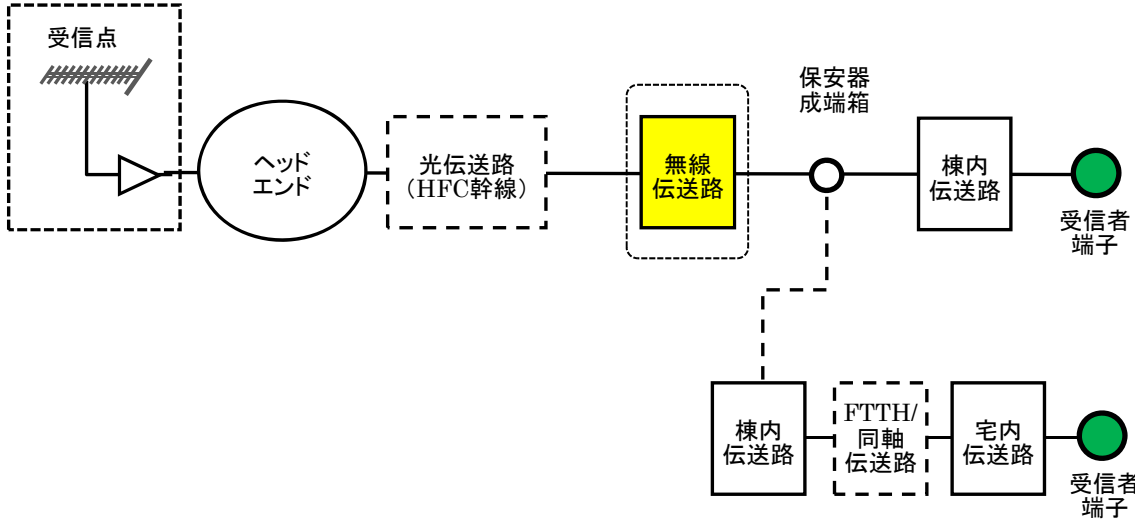 受信点
ヘッド
エンド
光伝送路
（HFC幹線）
無線
伝送路
保安器
成端箱
棟内
伝送路
受信者
端子
棟内
伝送路
FTTH/
同軸
伝送路
宅内
伝送路
受信者
端子